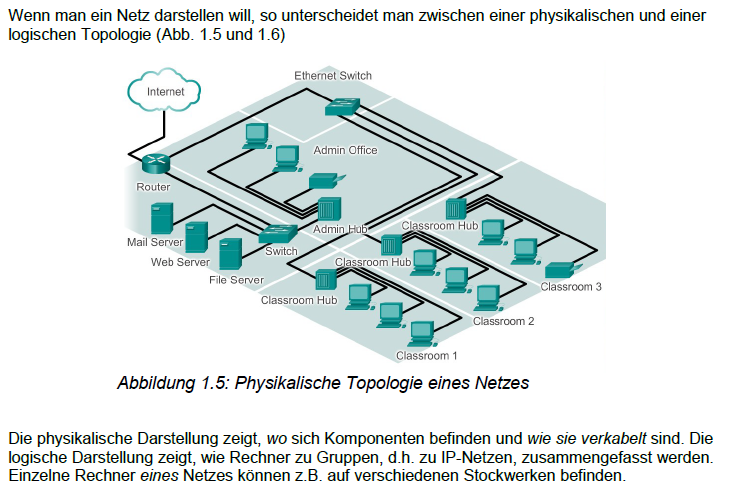 Wenn man ein Netz darstellen will, so unterscheidet man zwischen einer physikalischen und einer
logischen Topologie (Abb. 1.5 und 1.6)
Ethernet Switch
Internet
Admin Office
Router
Mail Server
Web Server
File Server
Switch
Admin Hub
Classroom Hub
Classroom Hub
Classroom Hub
Classroom 3
Classroom 2
Classroom 1
Abbildung 1.5: Physikalische Topologie eines Netzes
Die physikalische Darstellung zeigt, wo sich Komponenten befinden und wie sie verkabelt sind. Die
logische Darstellung zeigt, wie Rechner zu Gruppen, d.h. zu IP-Netzen, zusammengefasst werden.
Einzelne Rechner eines Netzes können z.B. auf verschiedenen Stockwerken befinden.